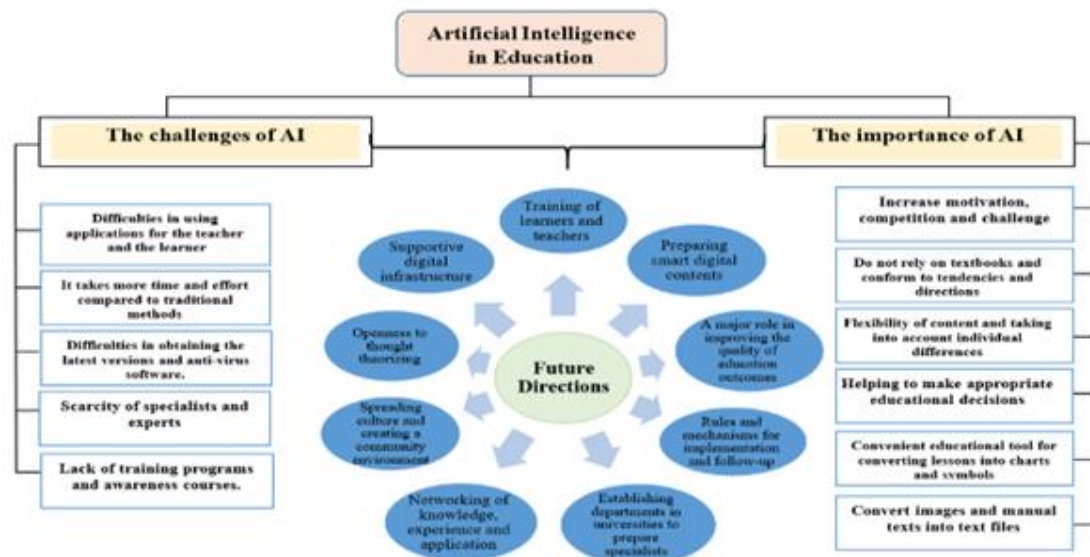 Artificial Intelligence
in Education
The challenges of AI
The importance of AI
Difficulties in using
applications for the teacher
and the learner
It takes more time and effort
compared to traditional
methods
Difficulties in obtaining the
latest versions and anti-virus
software.
Scarcity of specialists and
experts
Lack of training programs
and awareness courses.
Training of
learners and
teachers
Preparing
smart digital
contents
A major role in
improving the
quality of
education
outcomes
Rules and
mechanisms for
implementation
and follow-up
Establishing
departments in
universities to
prepare
specialists
Networking of
knowledge,
experience and
application
Spreading
culture and
creating a
community
environment
Openness to
thought
theorizing
Supportive
digital
infrastructure
Future
Directions
Increase motivation,
competition and challenge
Do not rely on textbooks and
conform to tendencies and
directions
Flexibility of content and taking
into account individual
differences
Helping to make appropriate
educational decisions
Convenient educational tool for
converting lessons into charts
and symbols
Convert images and manual
texts into text files